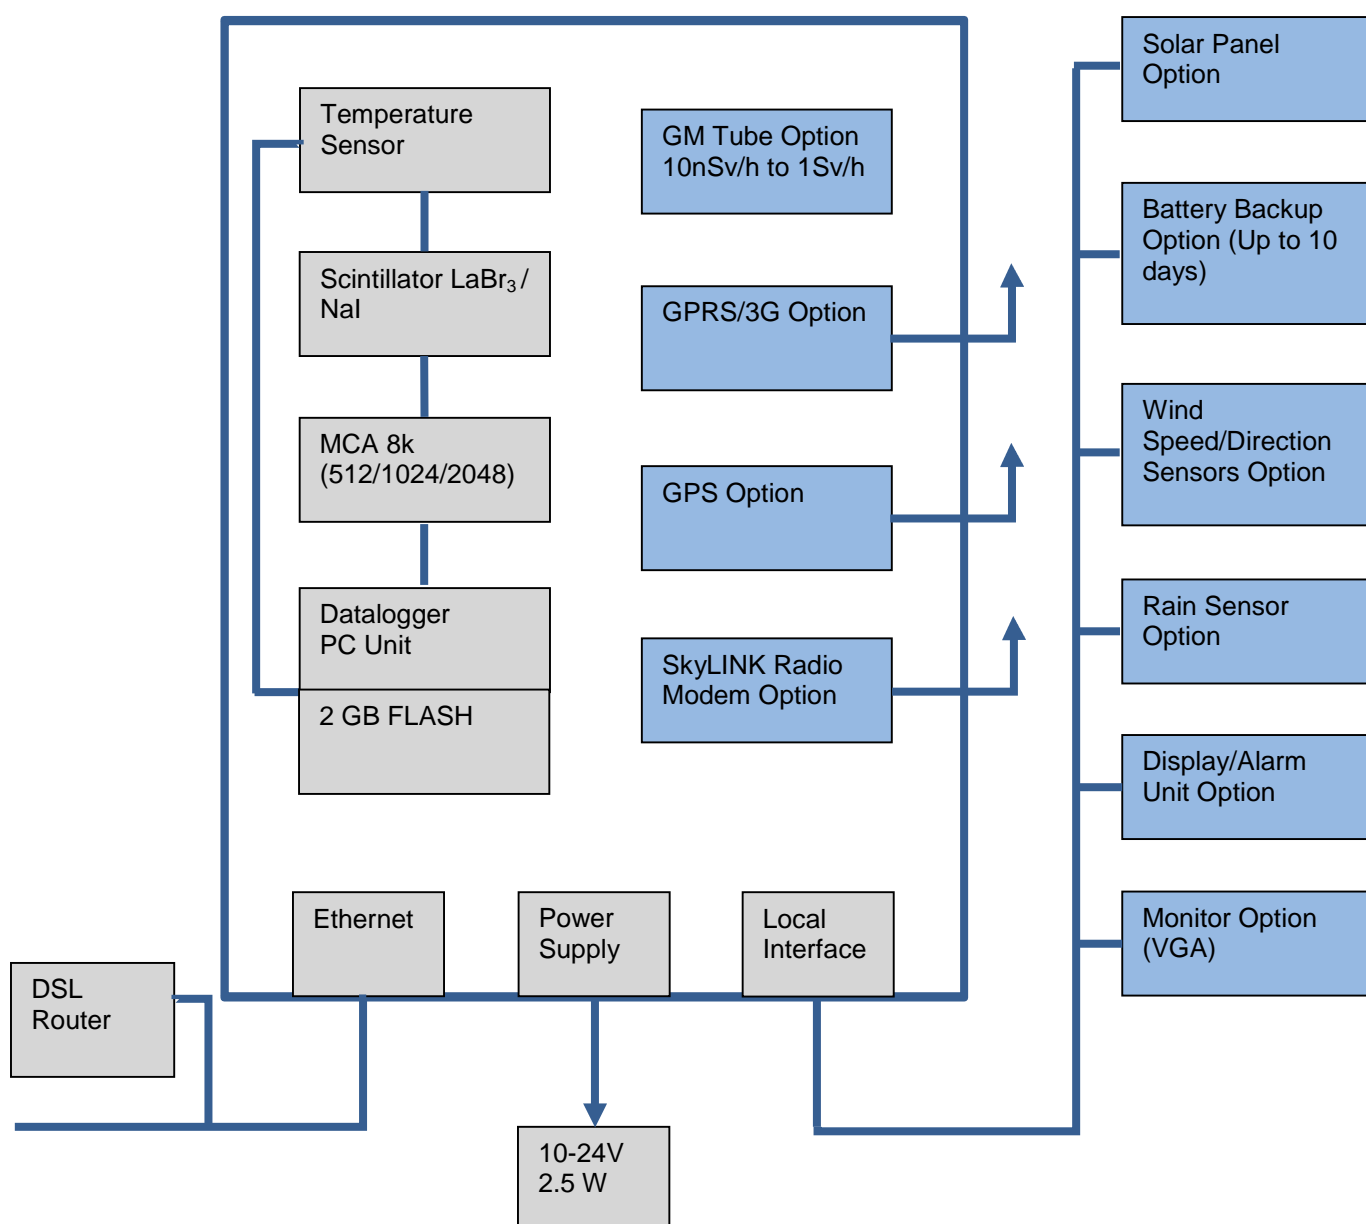 Temperature
Sensor
Scintillator LaBr₃ /
NaI
MCA 8k
(512/1024/2048)
Datalogger
PC Unit
2 GB FLASH
GM Tube Option
10nSv/h to 1Sv/h
GPRS/3G Option
GPS Option
SkyLINK Radio
Modem Option
Solar Panel
Option
Battery Backup
Option (Up to 10
days)
Wind
Speed/Direction
Sensors Option
Rain Sensor
Option
Display/Alarm
Unit Option
Monitor Option
(VGA)
Ethernet
Power
Supply
Local
Interface
DSL
Router
10-24V
2.5 W